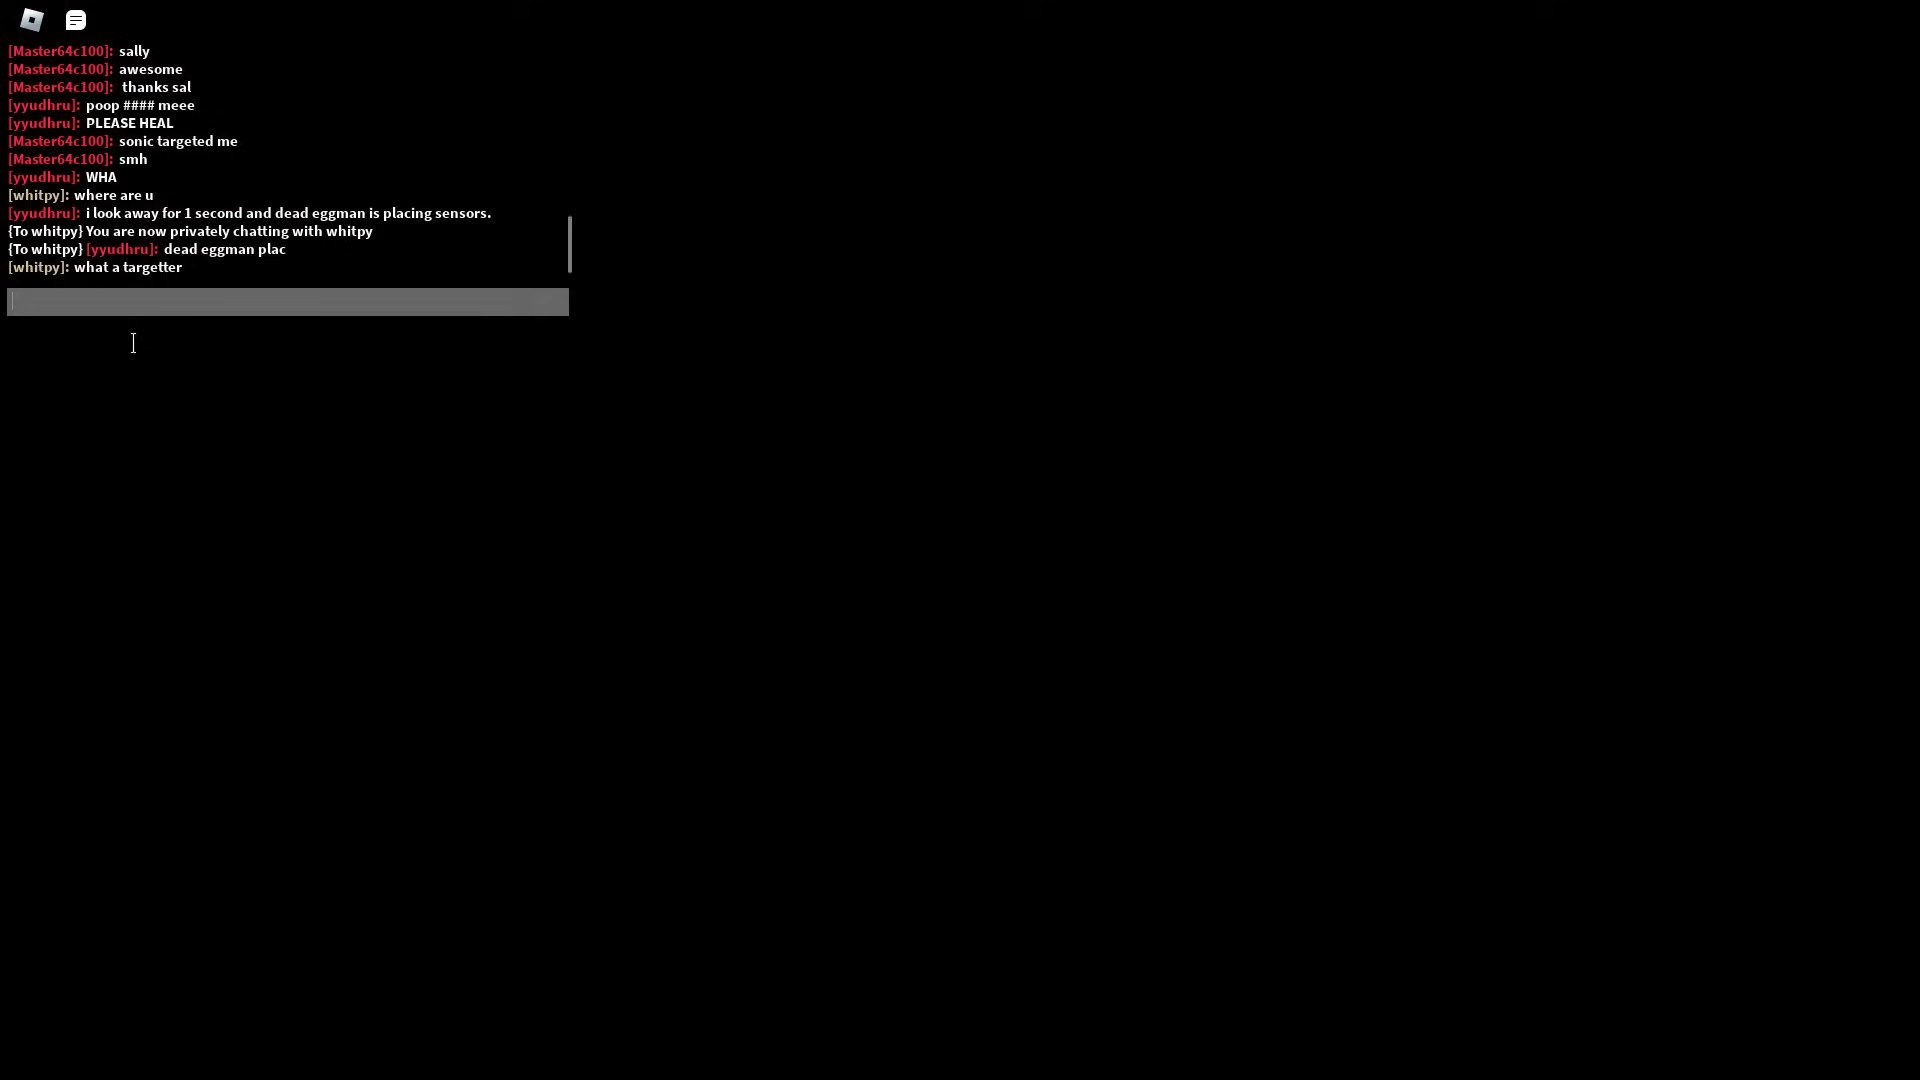 [Master64c100]: sally
[Master64c100]: awesome
[Master64c100]: thanks sal
[yyudhru]: poop #### meee
[yyudhru]: PLEASE HEAL
[Master64c100]: sonic targeted me
[Master64c100]: smh
[yyudhru]: WHA
[whitpy]: where are u
[yyudhru]: i look away for 1 second and dead eggman is placing sensors.
{To whitpy} You are now privately chatting with whitpy
{To whitpy} [yyudhru]: dead eggman plac
[whitpy]: what a targetter